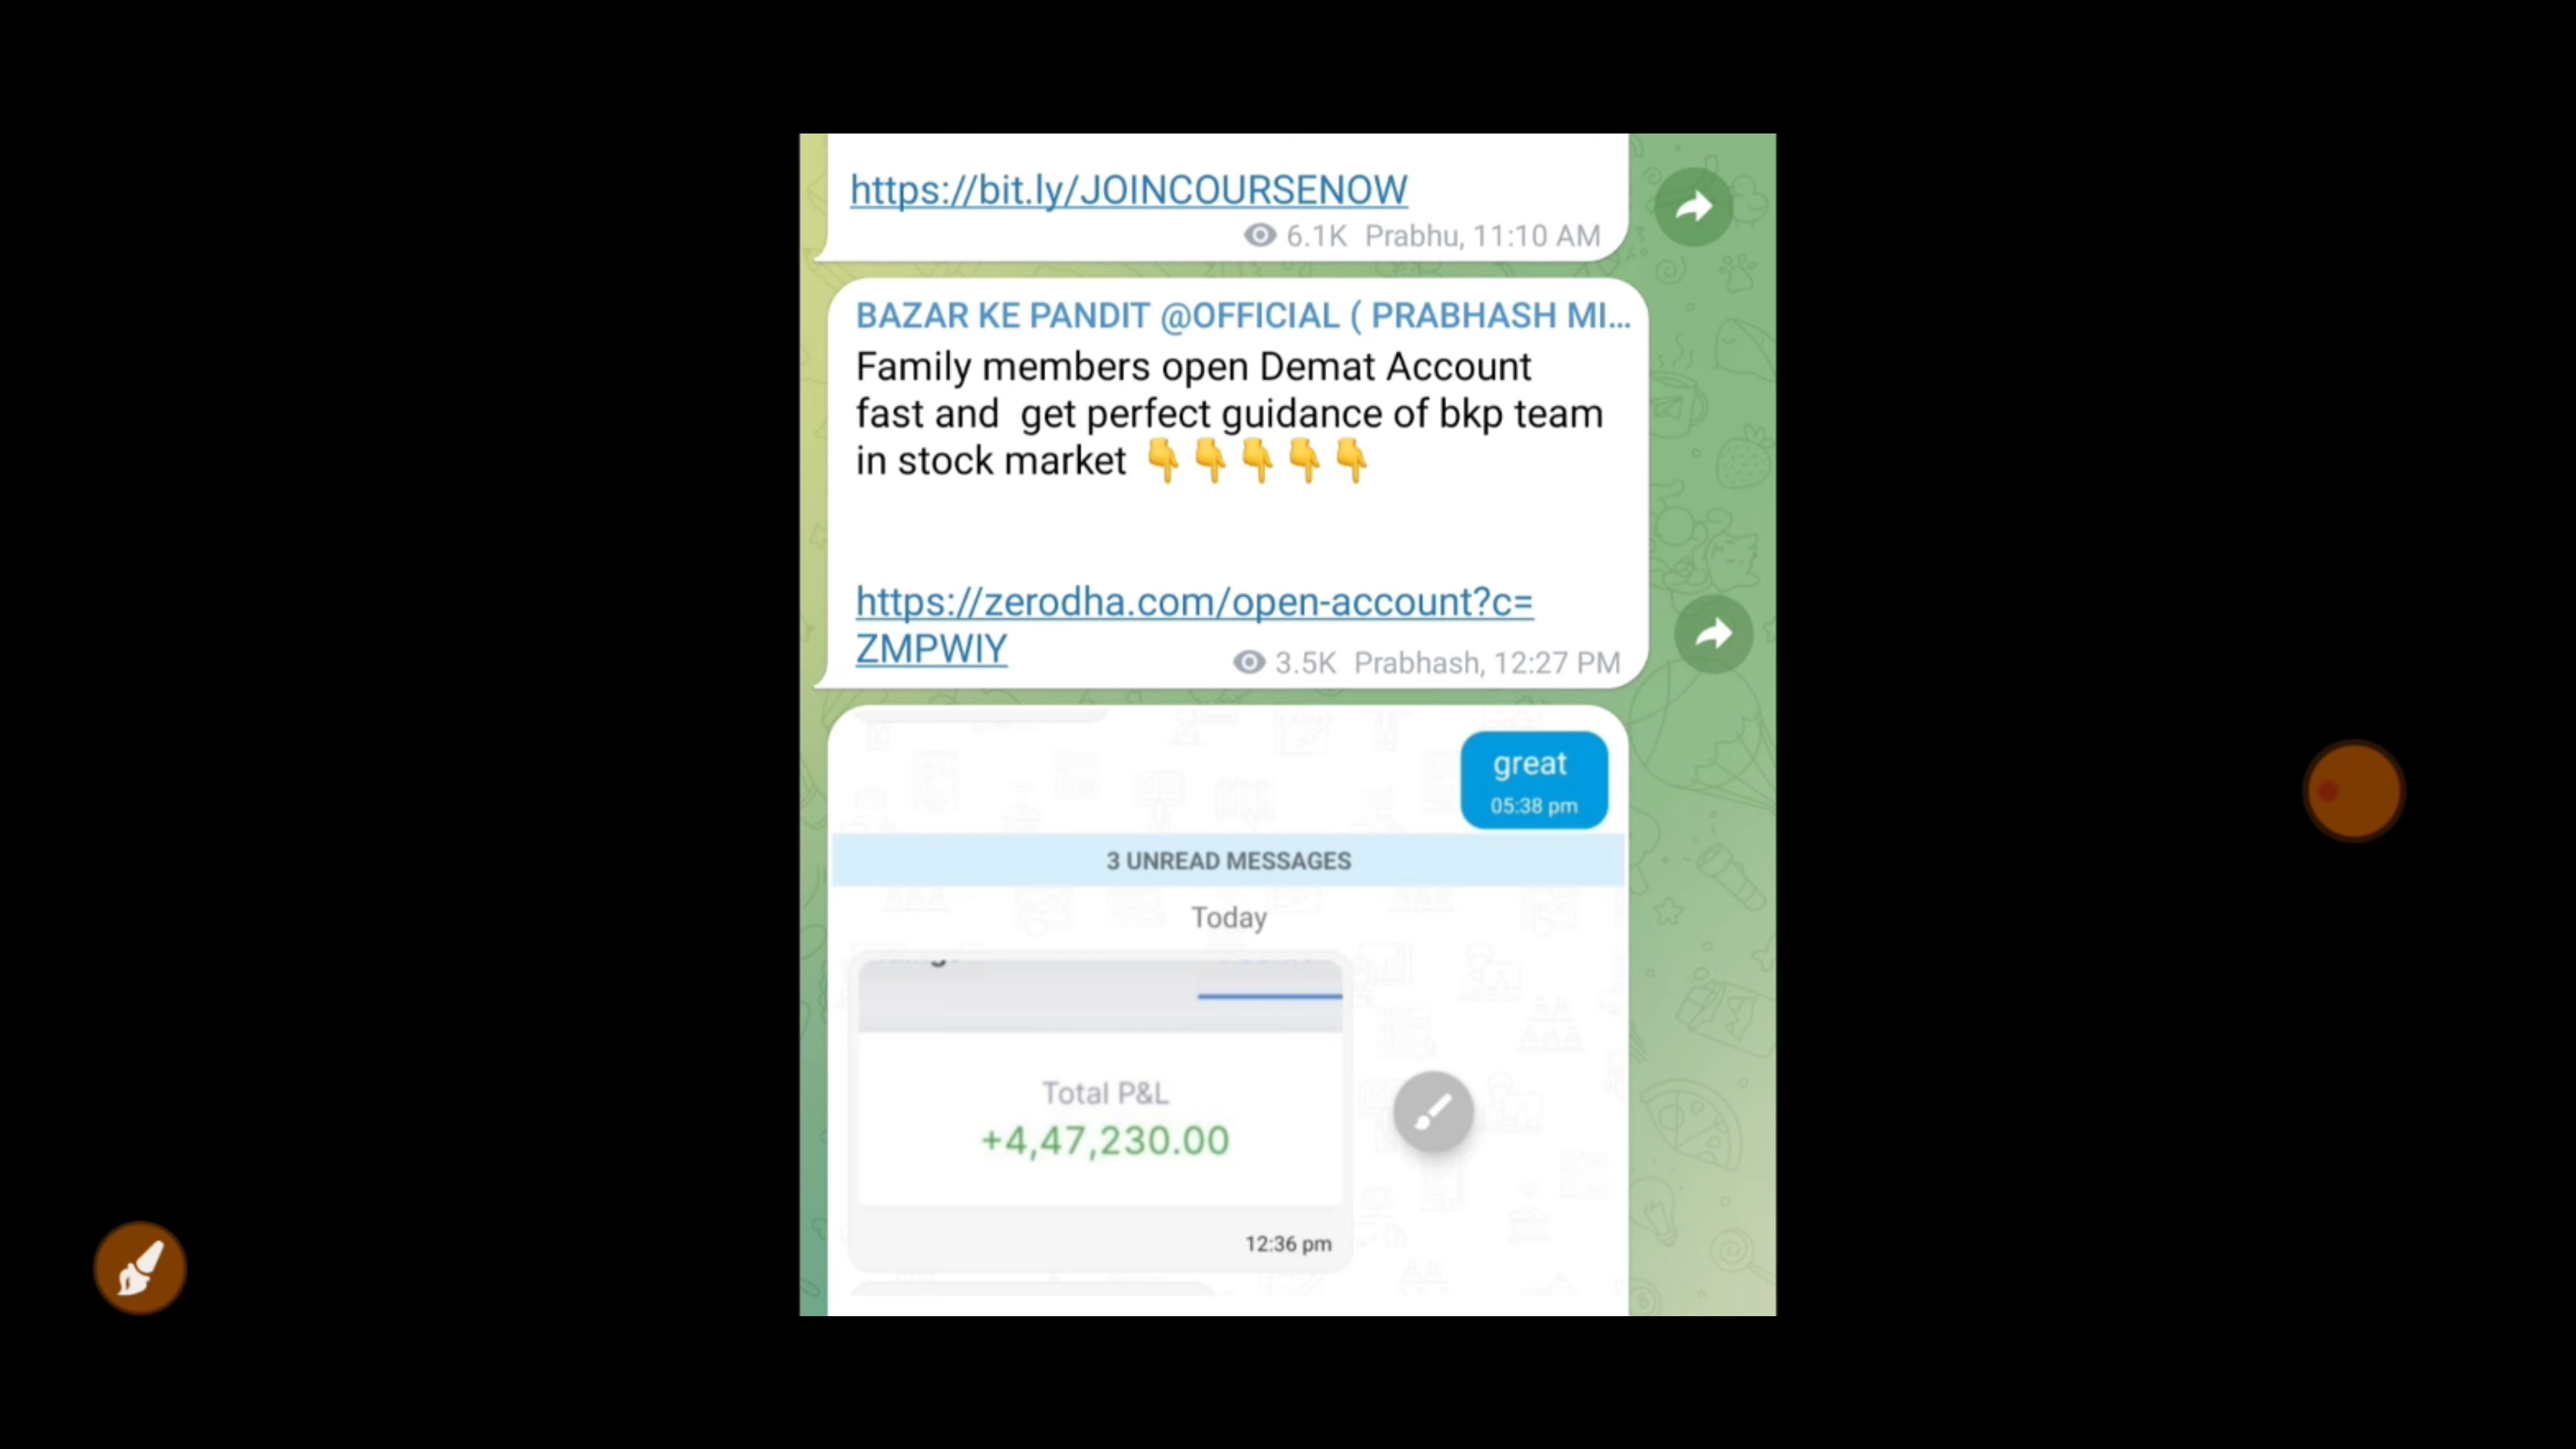 https://bit.ly/JOINCOURSENOW
6.1K Prabhu, 11:10 AM
BAZAR KE PANDIT @OFFICIAL ( PRABHASH MI...
Family members open Demat Account
fast and  get perfect guidance of bkp team
in stock market 👇👇👇👇👇
https://zerodha.com/open-account?c=
ZMPWIY
3.5K Prabhash, 12:27 PM
great
05:38 pm
3 UNREAD MESSAGES
Today
Total P&L
+4,47,230.00
12:36 pm